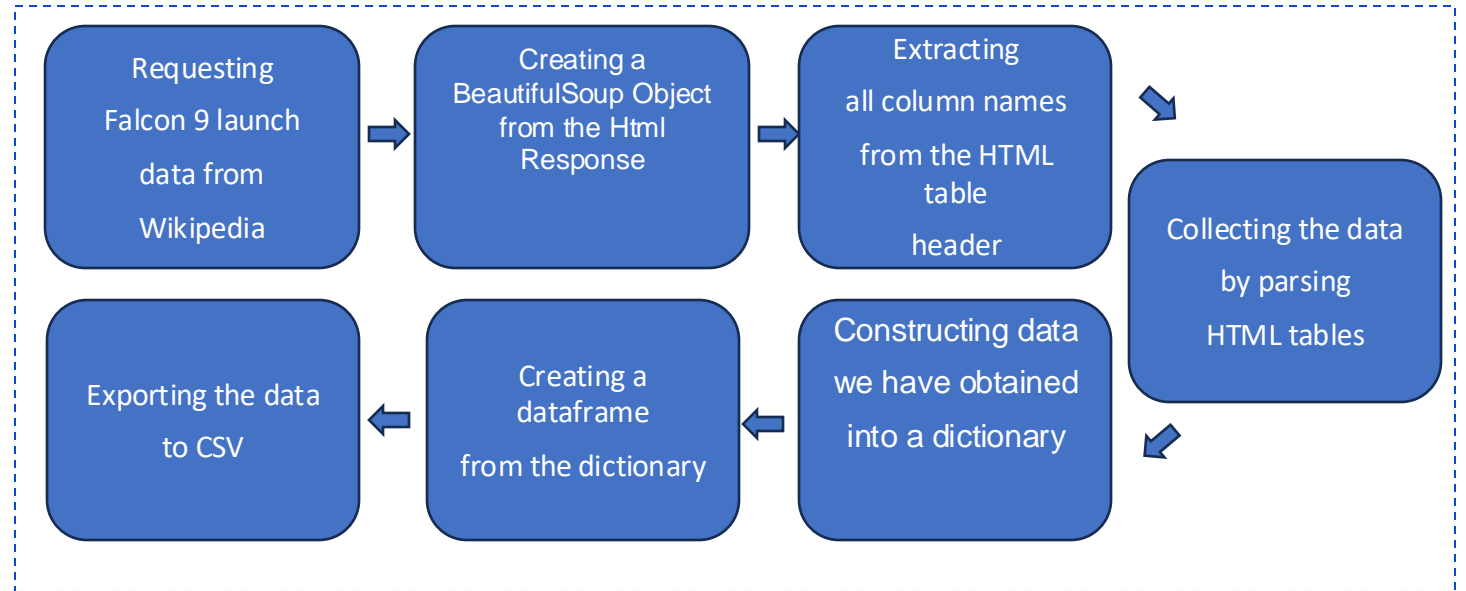 Requesting
Falcon 9 launch
data from
Wikipedia
Creating a
BeautifulSoup Object
from the Html
Response
Extracting
all column names
from the HTML
table
header
Collecting the data
by parsing
HTML tables
Constructing data
we have obtained
into a dictionary
Creating a
dataframe
from the dictionary
Exporting the data
to CSV